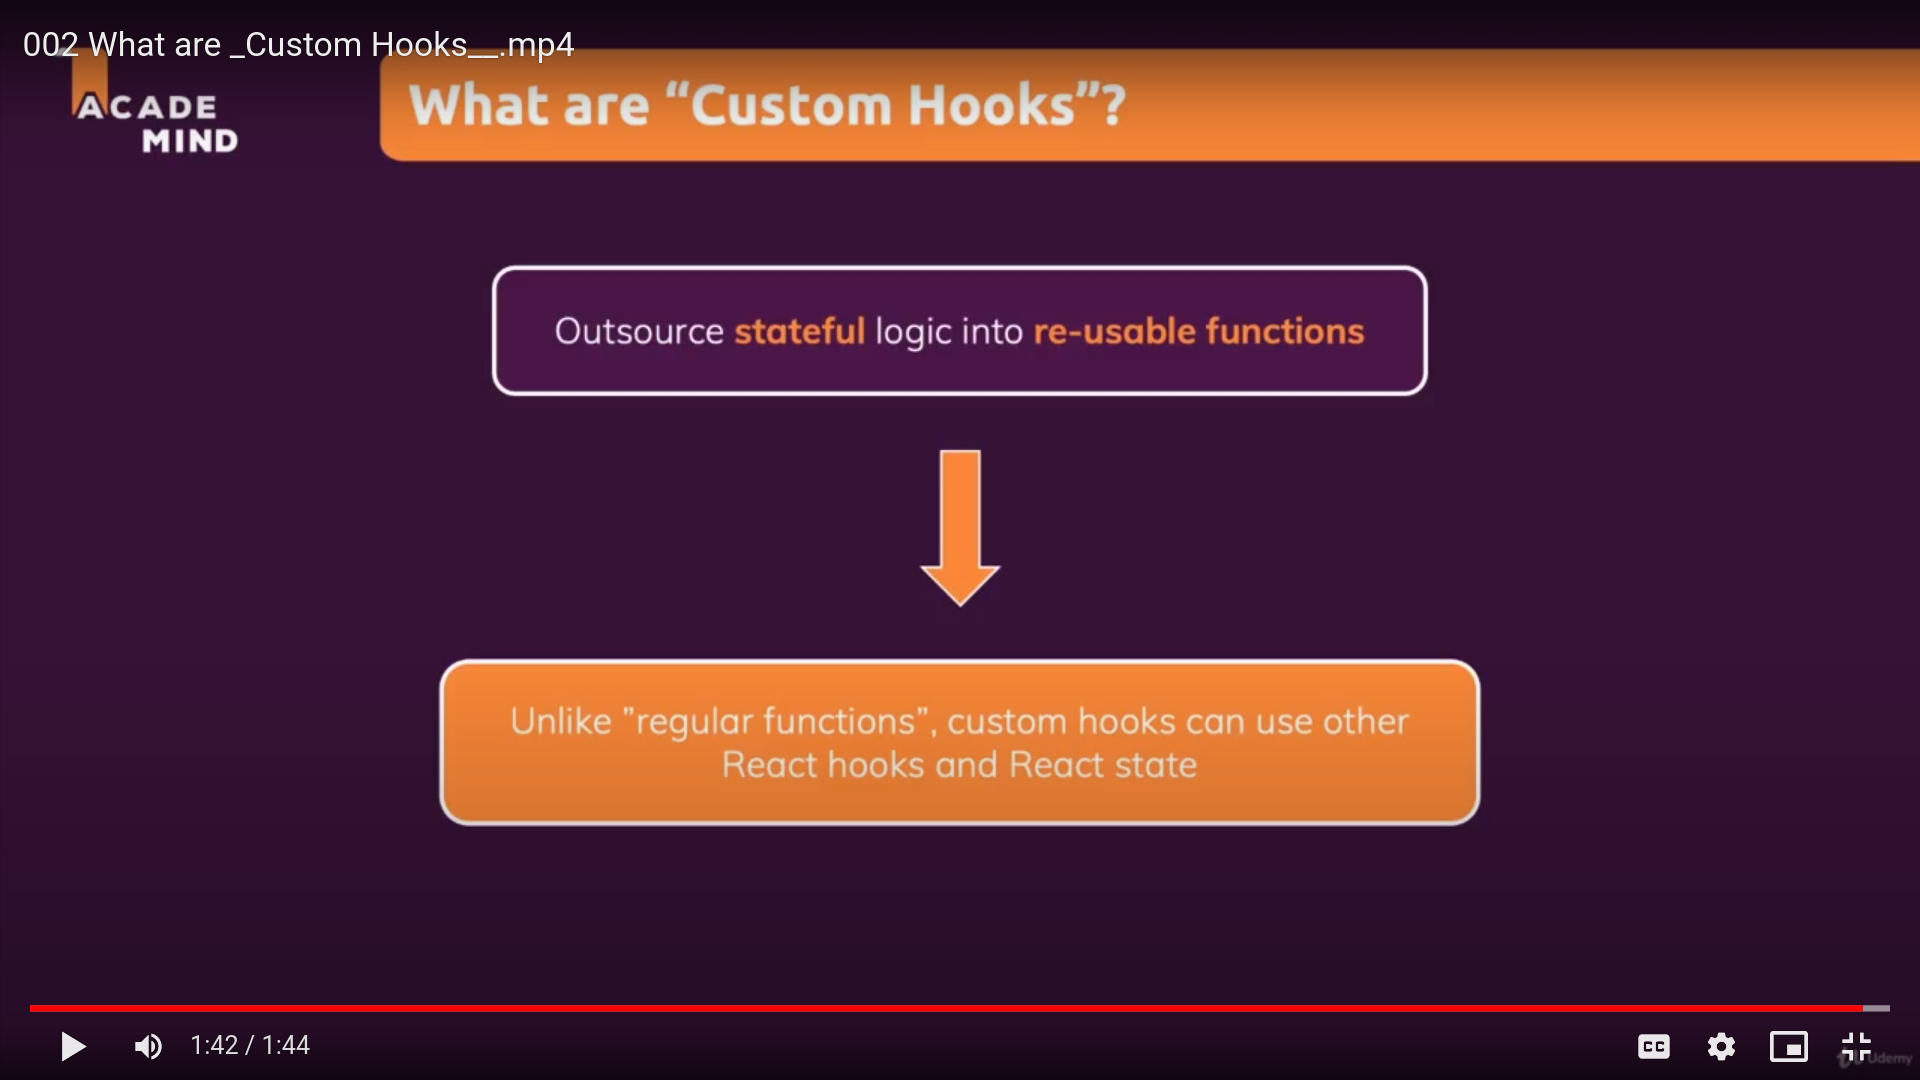 002 What are _Custom Hooks__.mp4
ACADE
MIND
What are “Custom Hooks”?
Outsource stateful logic into re-usable functions
Unlike ”regular functions”, custom hooks can use other
React hooks and React state
1:42 / 1:44
CC
Udemy